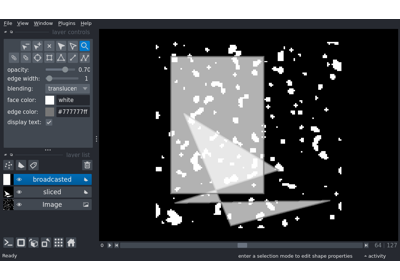 File View Window Plugins Help
layer controls
opacity: 0.70
edge width: 1
blending: translucen
face color: white
edge color: #777777ff
display text:
layer list
broadcasted
sliced
Image
0
64 127
Ready enter a selection mode to edit shape properties activity